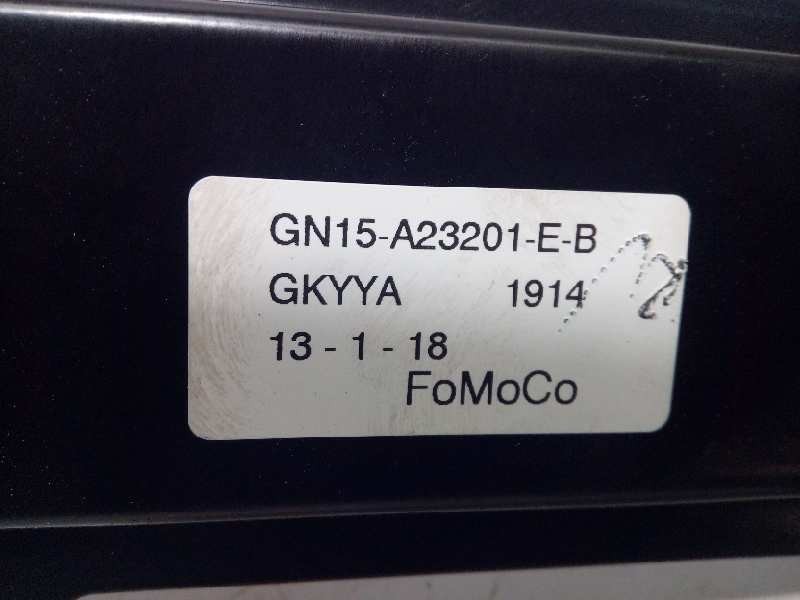 GN15-A23201-E-B
GKYYA 1914
13 - 1 - 18
FoMoCo